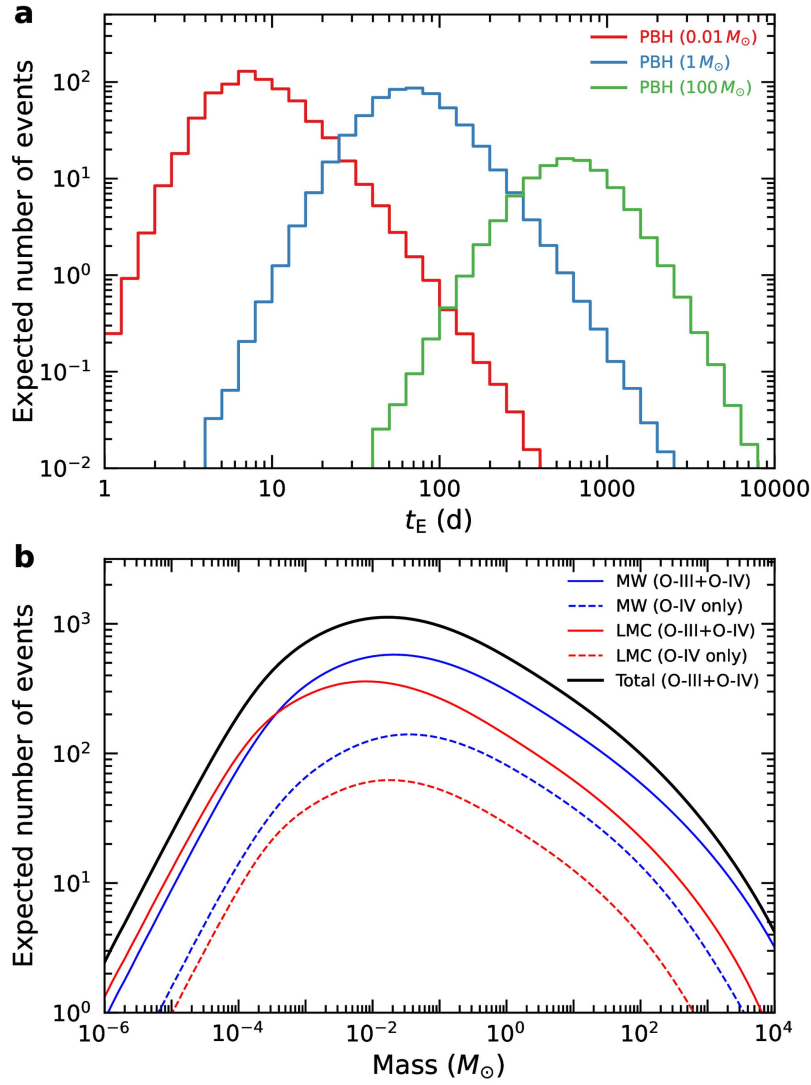 a
PBH (0.01 M⊙)
PBH (1 M⊙)
PBH (100 M⊙)
10²
10¹
10⁰
10⁻¹
10⁻²
Expected number of events
1 10 100 1000 10000
tE (d)
b
MW (O-III+O-IV)
MW (O-IV only)
LMC (O-III+O-IV)
LMC (O-IV only)
Total (O-III+O-IV)
10³
10²
10¹
10⁰
Expected number of events
10⁻⁶ 10⁻⁴ 10⁻² 10⁰ 10² 10⁴
Mass (M⊙)